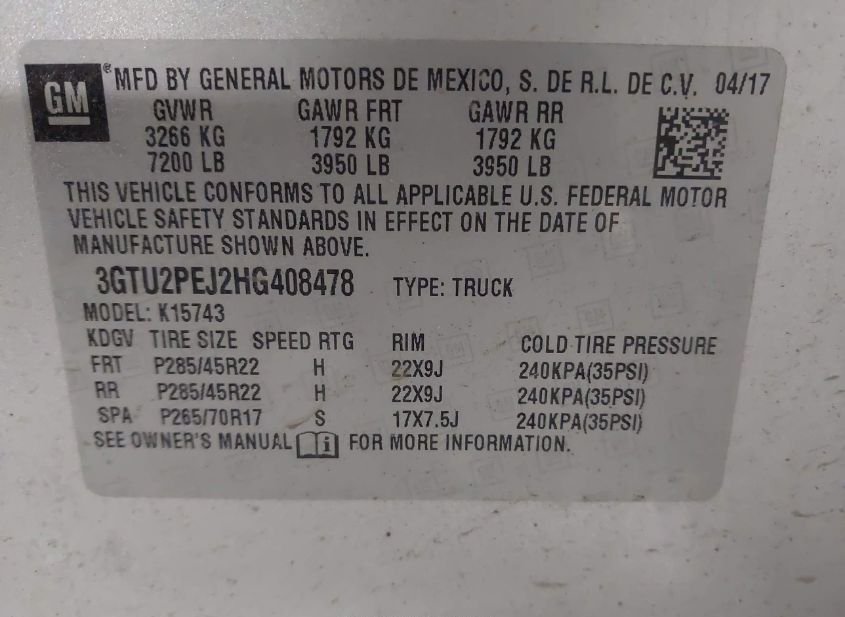 GM ® MFD BY GENERAL MOTORS DE MEXICO, S. DE R.L. DE C.V. 04/17
GVWR GAWR FRT GAWR RR
3266 KG 1792 KG 1792 KG
7200 LB 3950 LB 3950 LB
THIS VEHICLE CONFORMS TO ALL APPLICABLE U.S. FEDERAL MOTOR
VEHICLE SAFETY STANDARDS IN EFFECT ON THE DATE OF
MANUFACTURE SHOWN ABOVE.
3GTU2PEJ2HG408478 TYPE: TRUCK
MODEL: K15743
KDGV TIRE SIZE SPEED RTG RIM COLD TIRE PRESSURE
FRT P285/45R22 H 22X9J 240KPA(35PSI)
RR P285/45R22 H 22X9J 240KPA(35PSI)
SPA P265/70R17 S 17X7.5J 240KPA(35PSI)
SEE OWNER'S MANUAL i FOR MORE INFORMATION.